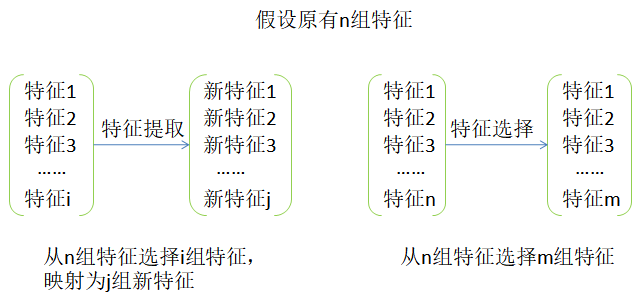 假设原有n组特征
特征1
特征2
特征3
……
特征i
特征提取
新特征1
新特征2
新特征3
……
新特征j
从n组特征选择i组特征，
映射为j组新特征
特征1
特征2
特征3
……
特征n
特征选择
特征1
特征2
特征3
……
特征m
从n组特征选择m组特征